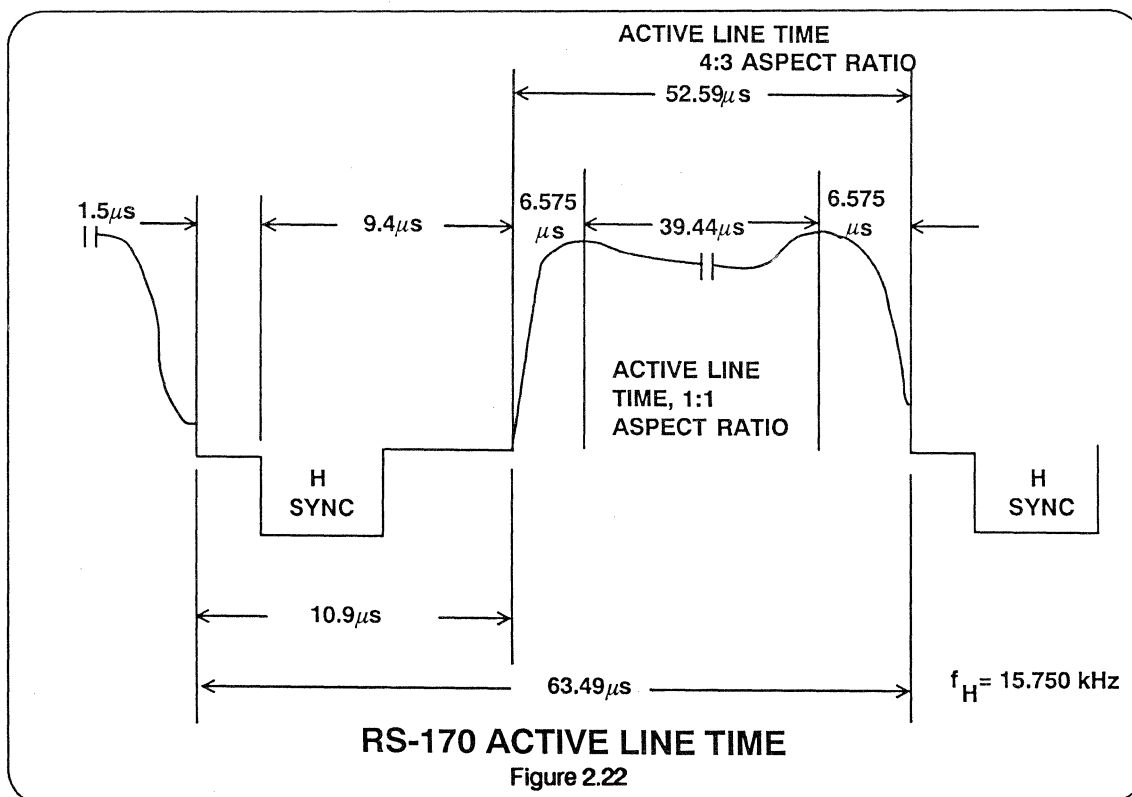 ACTIVE LINE TIME
4:3 ASPECT RATIO
52.59μs
1.5μs
9.4μs
6.575
μs
39.44μs
6.575
μs
ACTIVE LINE
TIME, 1:1
ASPECT RATIO
H
SYNC
H
SYNC
10.9μs
63.49μs
fH= 15.750 kHz
RS-170 ACTIVE LINE TIME
Figure 2.22